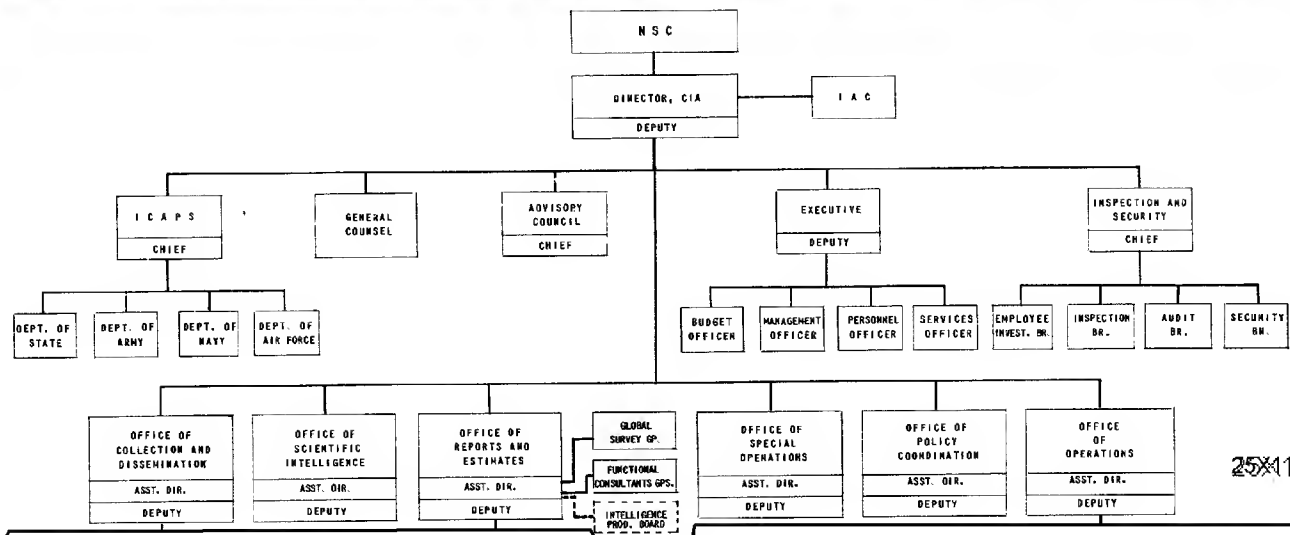 NSC
DIRECTOR, CIA
DEPUTY
IAC
ICAPS
CHIEF
GENERAL
COUNSEL
ADVISORY
COUNCIL
CHIEF
EXECUTIVE
DEPUTY
INSPECTION AND
SECURITY
CHIEF
DEPT. OF
STATE
DEPT. OF
ARMY
DEPT. OF
NAVY
DEPT. OF
AIR FORCE
BUDGET
OFFICER
MANAGEMENT
OFFICER
PERSONNEL
OFFICER
SERVICES
OFFICER
EMPLOYEE
INVEST. BR.
INSPECTION
BR.
AUDIT
BR.
SECURITY
BR.
OFFICE OF
COLLECTION AND
DISSEMINATION
ASST. DIR.
DEPUTY
OFFICE OF
SCIENTIFIC
INTELLIGENCE
ASST. DIR.
DEPUTY
OFFICE OF
REPORTS AND
ESTIMATES
ASST. DIR.
DEPUTY
GLOBAL
SURVEY GP.
FUNCTIONAL
CONSULTANTS GPS.
INTELLIGENCE
PROD. BOARD
OFFICE OF
SPECIAL
OPERATIONS
ASST. DIR.
DEPUTY
OFFICE OF
POLICY
COORDINATION
ASST. DIR.
DEPUTY
OFFICE
OF
OPERATIONS
ASST. DIR.
DEPUTY
25X1